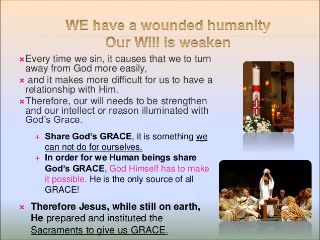 WE have a wounded humanity
Our Will is weaken
Every time we sin, it causes that we to turn
away from God more easily,
and it makes more difficult for us to have a
relationship with Him.
Therefore, our will needs to be strengthen
and our intellect or reason illuminated with
God's Grace.
+ Share God's GRACE, it is something we
can not do for ourselves.
+ In order for we Human beings share
God's GRACE, God Himself has to make
it possible. He is the only source of all
GRACE!
Therefore Jesus, while still on earth,
He prepared and instituted the
Sacraments to give us GRACE.